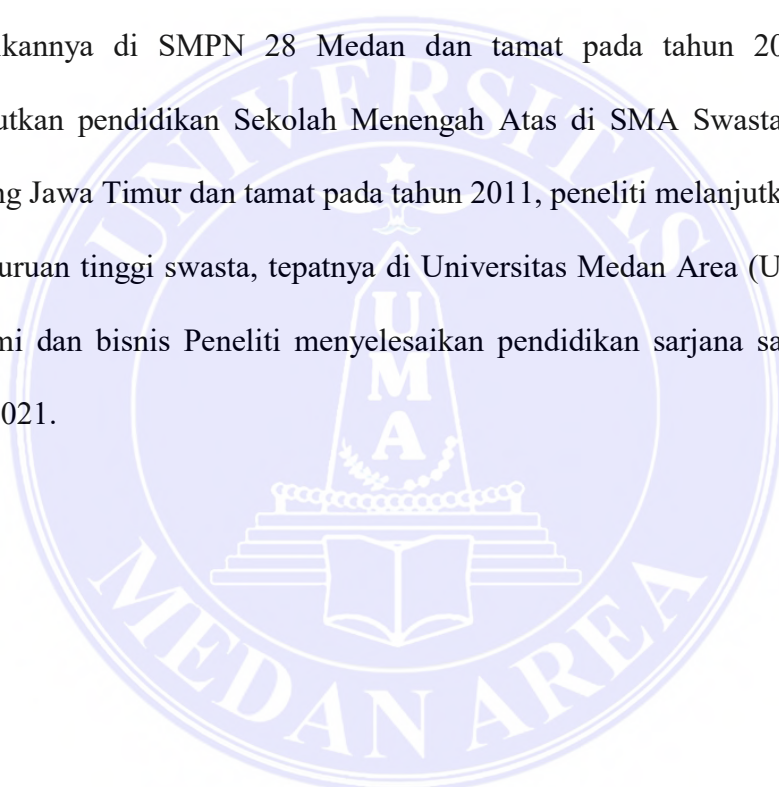 ikannya di SMPN 28 Medan dan tamat pada tahun 20
utkan pendidikan Sekolah Menengah Atas di SMA Swasta
ng Jawa Timur dan tamat pada tahun 2011, peneliti melanjutk
uruan tinggi swasta, tepatnya di Universitas Medan Area (U
mi dan bisnis Peneliti menyelesaikan pendidikan sarjana sa
021.
UNIVERSITAS
UMA
MEDAN AREA